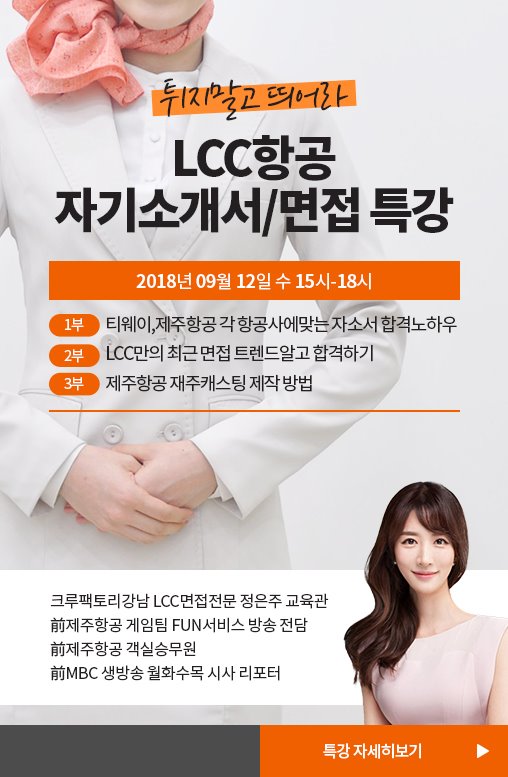 튀지말고 띄어라
LCC항공
자기소개서/면접 특강
2018년 09월 12일 수 15시-18시
1부 티웨이,제주항공 각 항공사에맞는 자소서 합격노하우
2부 LCC만의 최근 면접 트렌드알고 합격하기
3부 제주항공 재주캐스팅 제작 방법
크루팩토리강남 LCC면접전문 정은주 교육관
前제주항공 게임팀 FUN서비스 방송 전담
前제주항공 객실승무원
前MBC 생방송 월화수목 시사 리포터
특강 자세히보기 ▶